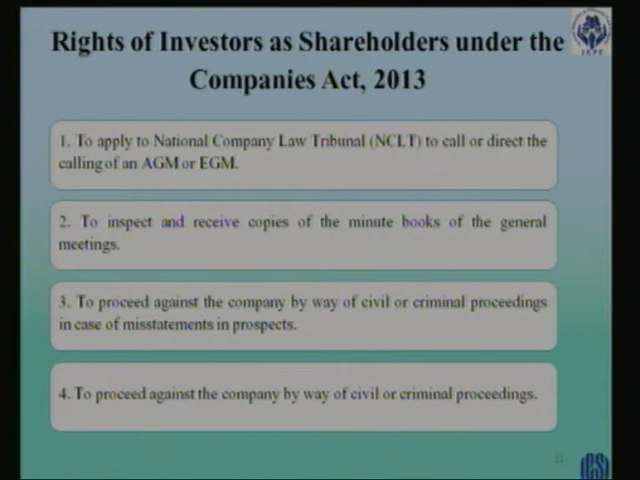 Rights of Investors as Shareholders under the
Companies Act, 2013
IEPF
1. To apply to National Company Law Tribunal (NCLT) to call or direct the
calling of an AGM or EGM.
2. To inspect and receive copies of the minute books of the general
meetings.
3. To proceed against the company by way of civil or criminal proceedings
in case of misstatements in prospects.
4. To proceed against the company by way of civil or criminal proceedings.
ICSI